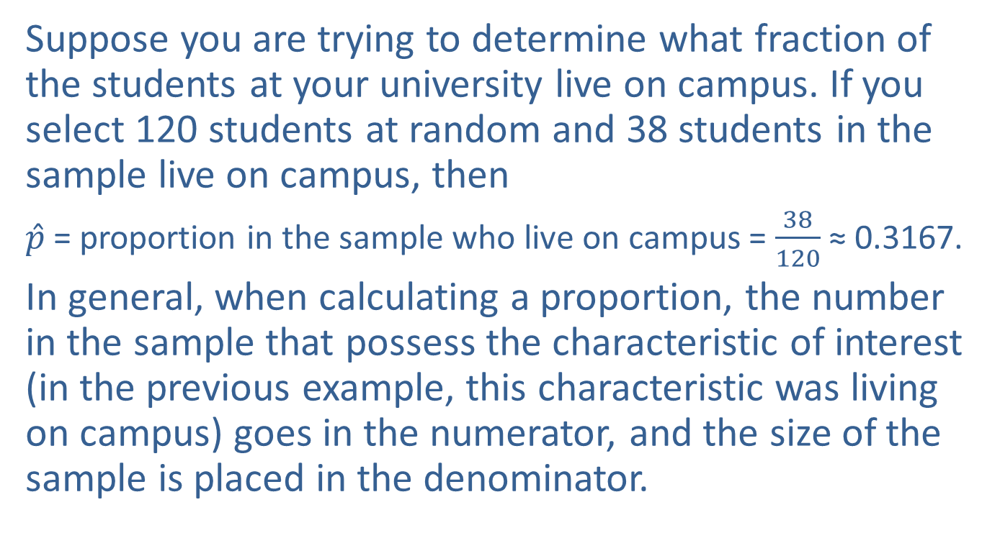 Suppose you are trying to determine what fraction of
the students at your university live on campus. If you
select 120 students at random and 38 students in the
sample live on campus, then
p̂ = proportion in the sample who live on campus = 38/120 ≈ 0.3167.
In general, when calculating a proportion, the number
in the sample that possess the characteristic of interest
(in the previous example, this characteristic was living
on campus) goes in the numerator, and the size of the
sample is placed in the denominator.